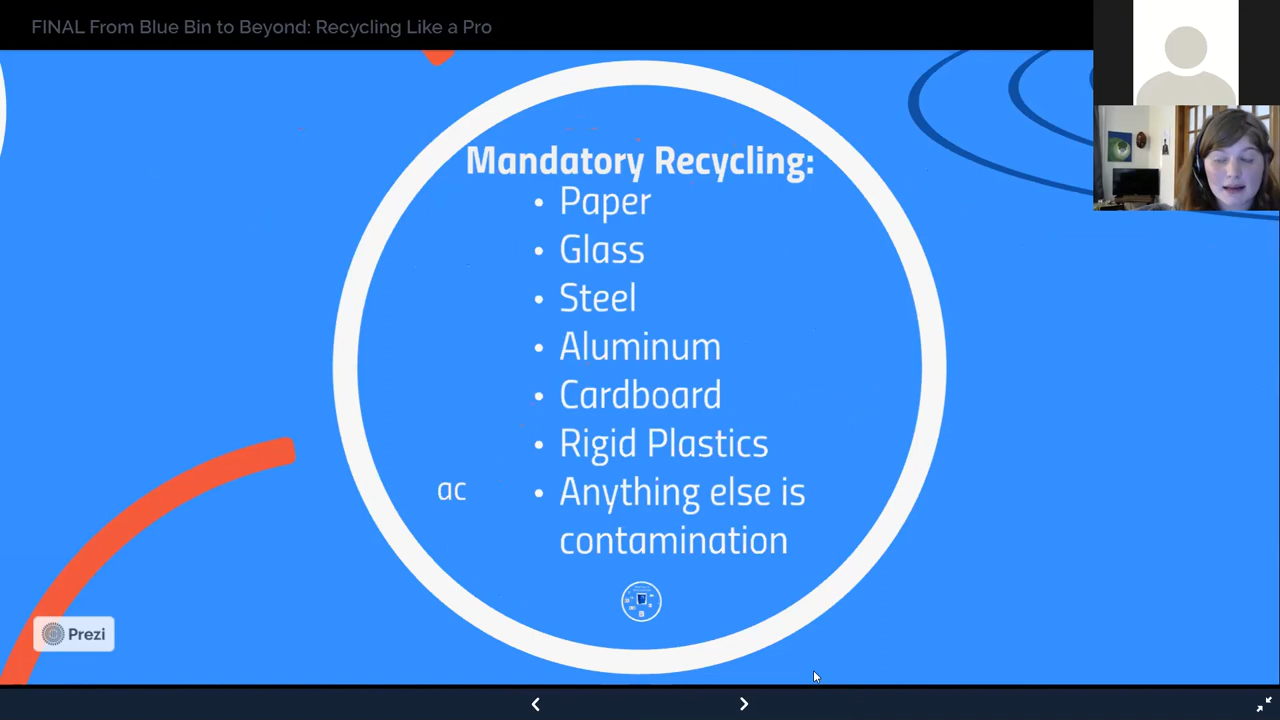 FINAL From Blue Bin to Beyond: Recycling Like a Pro
Mandatory Recycling:
• Paper
• Glass
• Steel
• Aluminum
• Cardboard
• Rigid Plastics
ac
• Anything else is
contamination
Prezi